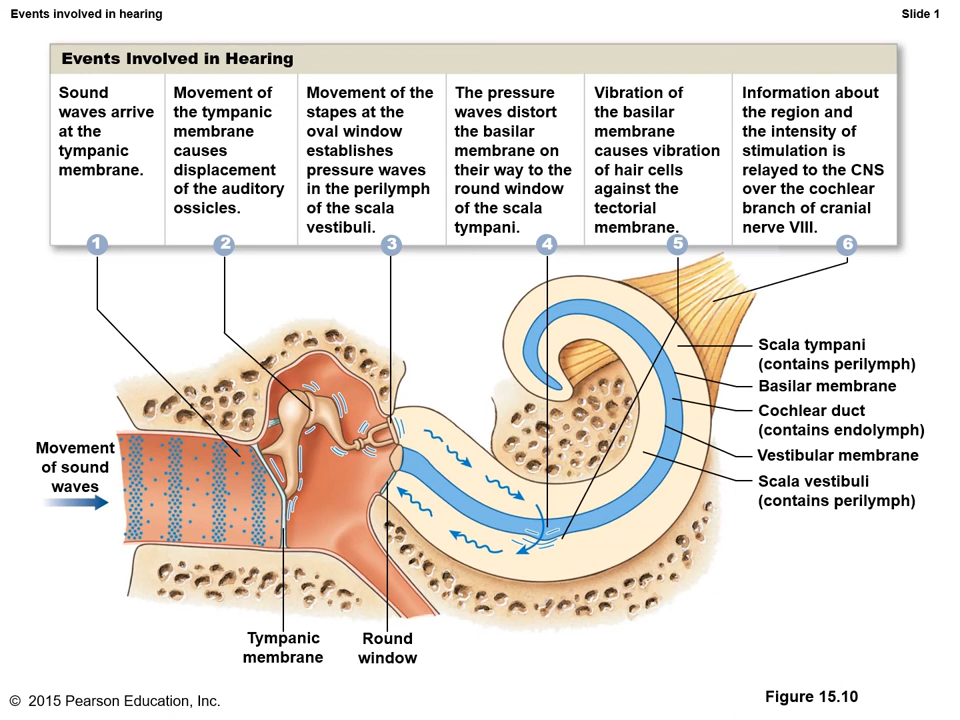 Events involved in hearing
Slide 1
Events Involved in Hearing
Sound
waves arrive
at the
tympanic
membrane.
Movement of
the tympanic
membrane
causes
displacement
of the auditory
ossicles.
Movement of the
stapes at the
oval window
establishes
pressure waves
in the perilymph
of the scala
vestibuli.
The pressure
waves distort
the basilar
membrane on
their way to the
round window
of the scala
tympani.
Vibration of
the basilar
membrane
causes vibration
of hair cells
against the
tectorial
membrane.
Information about
the region and
the intensity of
stimulation is
relayed to the CNS
over the cochlear
branch of cranial
nerve VIII.
1
2
3
4
5
6
Scala tympani
(contains perilymph)
Basilar membrane
Cochlear duct
(contains endolymph)
Vestibular membrane
Scala vestibuli
(contains perilymph)
Movement
of sound
waves
Tympanic
membrane
Round
window
© 2015 Pearson Education, Inc.
Figure 15.10